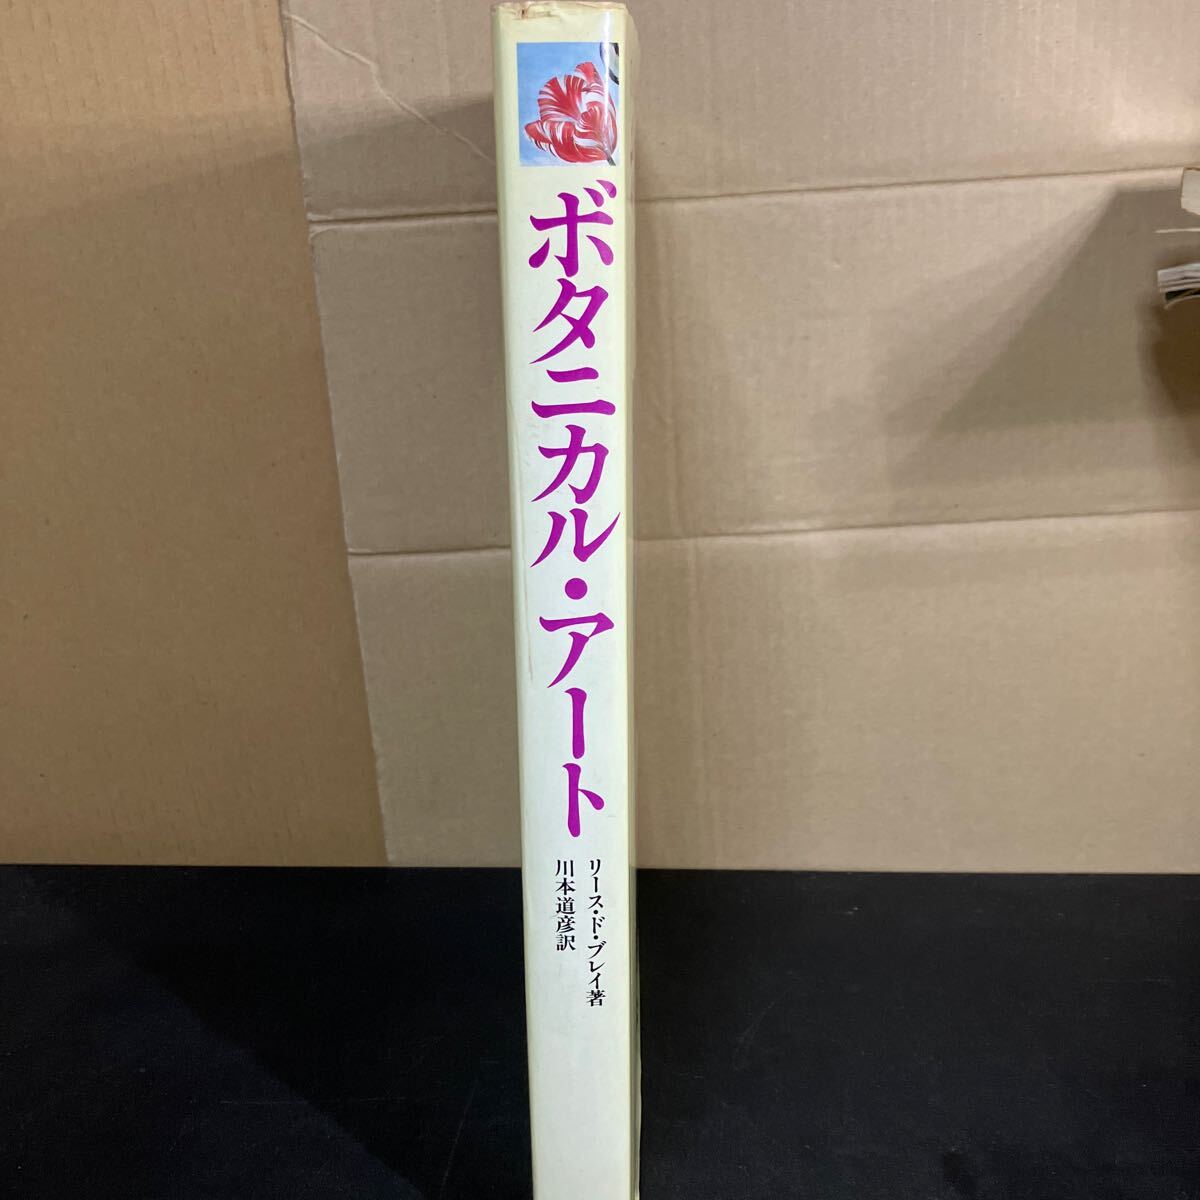 ボタニカル・アート
リース・ド・ブレイ著
川本道彦訳